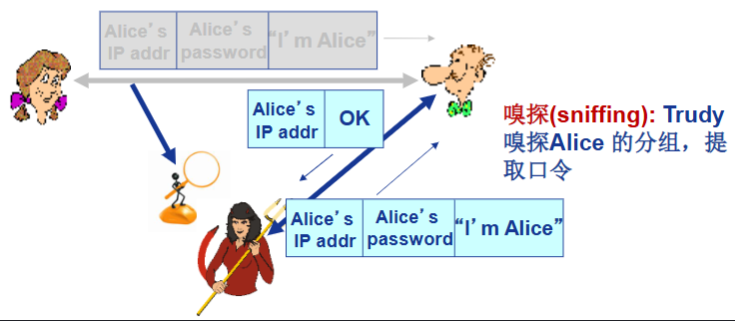 Alice's
IP addr
Alice's
password
“I'm Alice”
Alice's
IP addr
OK
嗅探(sniffing): Trudy
嗅探Alice 的分组，提
取口令
Alice's
IP addr
Alice's
password
“I'm Alice”